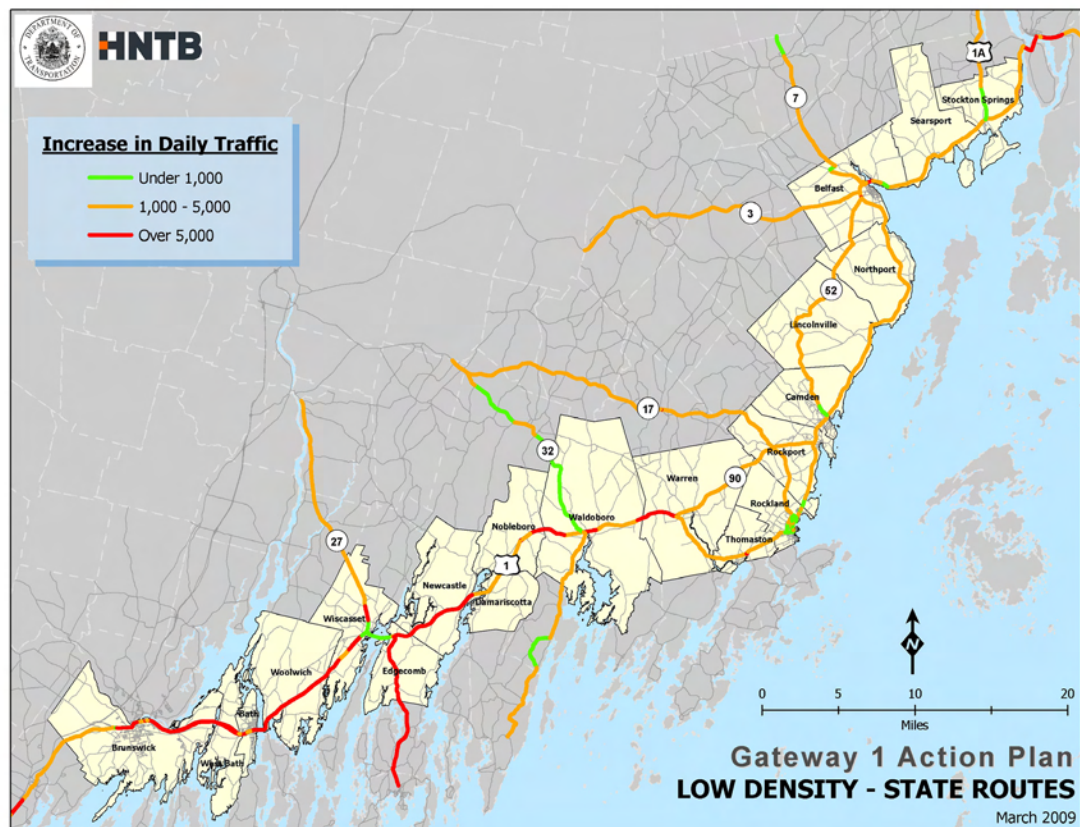 DEPARTMENT OF
TRANSPORTATION
HNTB
Increase in Daily Traffic
Under 1,000
1,000 - 5,000
Over 5,000
1A
Stockton Springs
7
Searsport
Belfast
3
Northport
52
Lincolnville
Camden
17
Rockport
32
90
Warren
Rockland
Waldoboro
Nobleboro
Thomaston
27
1
Newcastle
Damariscotta
Wiscasset
Edgecomb
Woolwich
Bath
Brunswick
West Bath
N
0 5 10 20
Miles
Gateway 1 Action Plan
LOW DENSITY - STATE ROUTES
March 2009